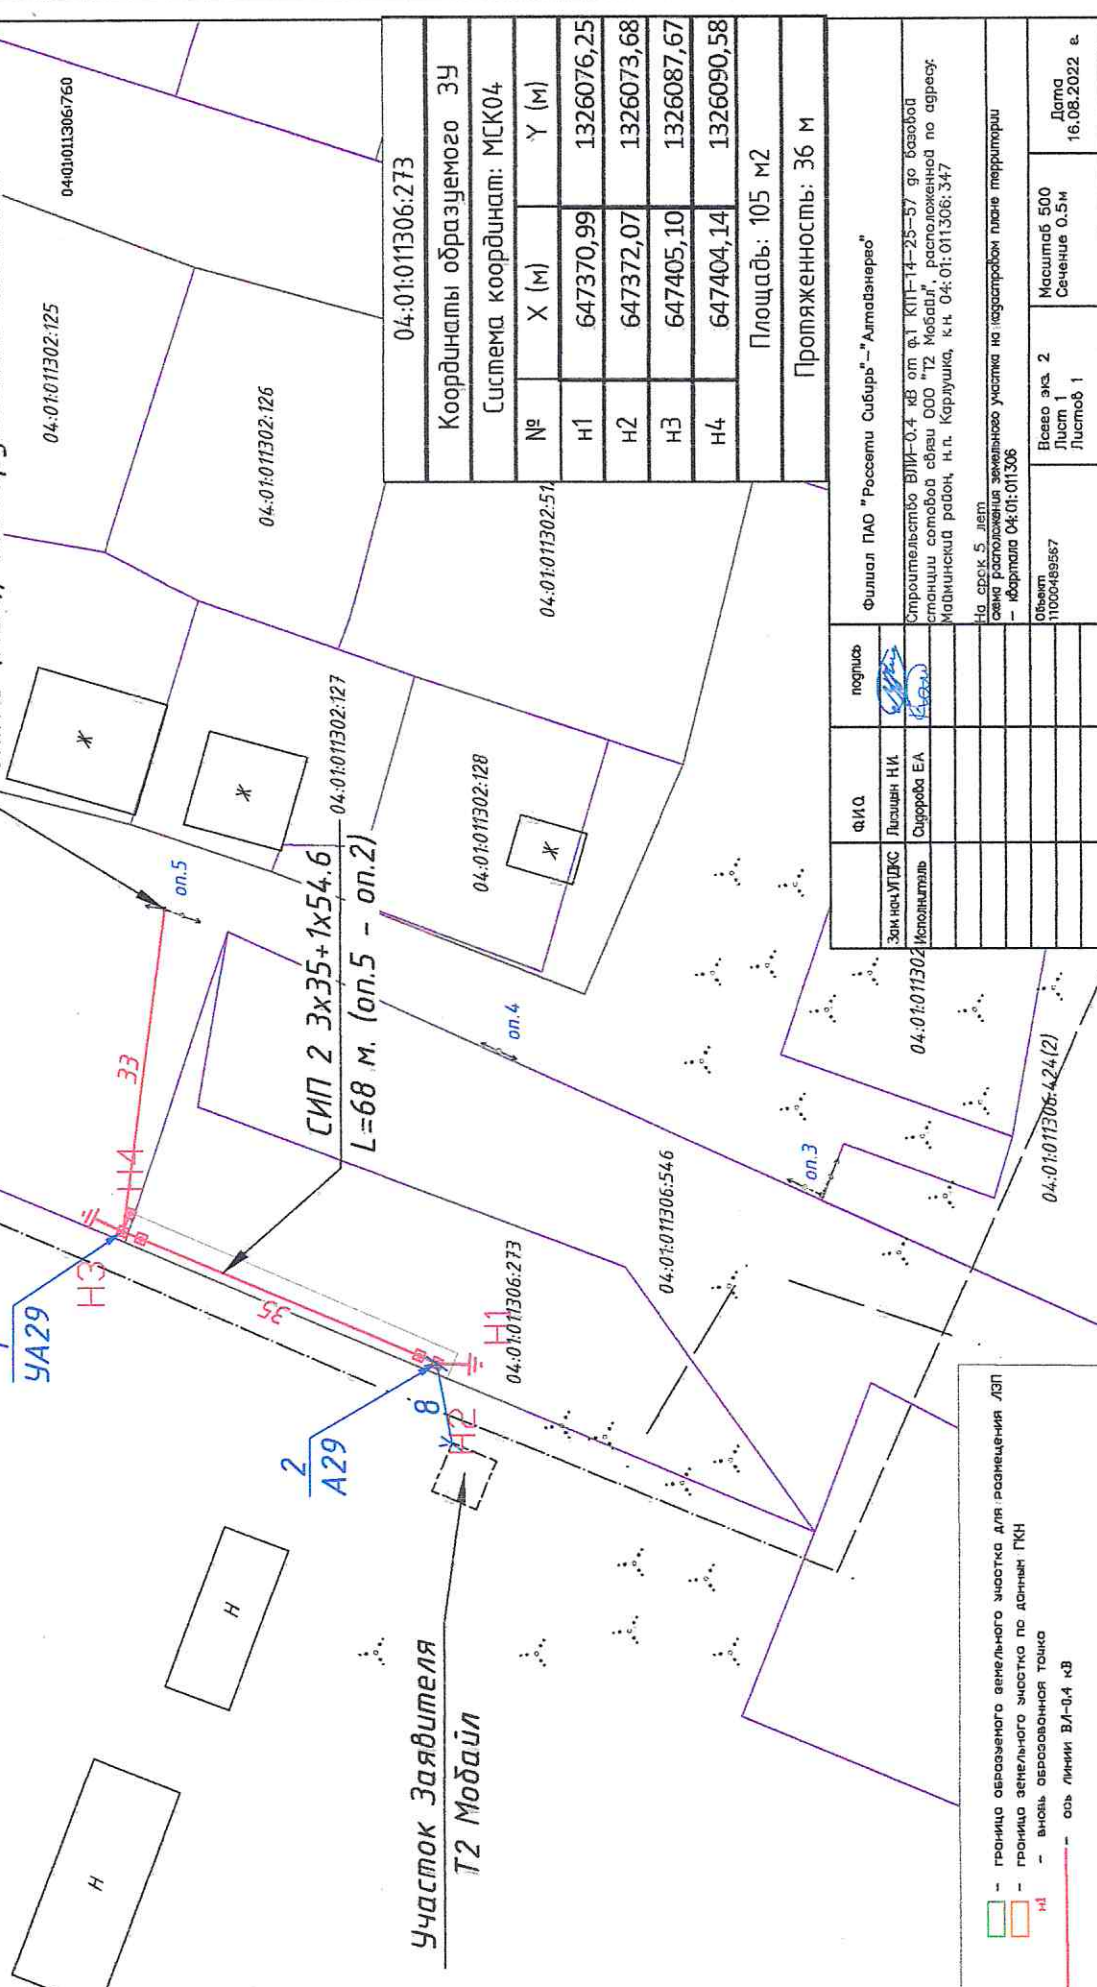 04:01:011306:760
04:01:011302:125
04:01:011302:126
04:01:011302:51
04:01:011302:127
04:01:011302:128
Ж
Ж
Ж
оп.5
33
СИП 2 3х35+1х54.6
L=68 м. (оп.5 - оп.2)
оп.4
оп.3
Н4
Н3
УА29
35
2
А29
8
Н1
Н2
04:01:011306:273
04:01:011306:546
04:01:011302
04:01:011306:424(2)
Н
Н
Участок Заявителя
Т2 Мобайл
04:01:011306:273
Координаты образуемого ЗУ
Система координат: МСК04
№ X (м) Y (м)
н1 647370,99 1326076,25
н2 647372,07 1326073,68
н3 647405,10 1326087,67
н4 647404,14 1326090,58
Площадь: 105 м2
Протяженность: 36 м
ФИО подпись
Зам.нач.УПДКС Лисицын Н.И.
Исполнитель Сидорова ЕА
Филиал ПАО "Россети Сибирь"-"Алтайэнерго"
Строительство ВЛИ-0.4 кВ от ф.1 КТП-14-25-57 до базовой
станции сотовой связи ООО "Т2 Мобайл", расположенной по адресу:
Майминский район, н.п. Карлушка, к.н. 04:01:011306:347
На срок 5 лет
схема расположения земельного участка на кадастровом плане территории
- квартала 04:01:011306
Объект
11000489567
Всего экз. 2
Лист 1
Листов 1
Масштаб 500
Сечение 0.5м
Дата
16.08.2022 г.
- граница образуемого земельного участка для размещения ЛЭП
- граница земельного участка по данным ГКН
н1 - вновь образованная точка
- ось линии ВЛ-0,4 кВ